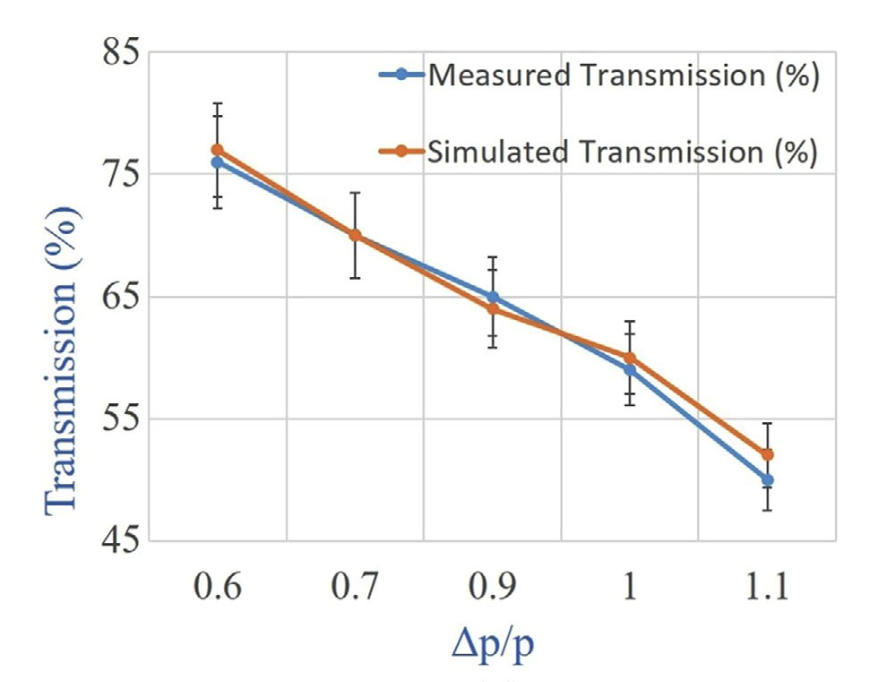 85
Measured Transmission (%)
Simulated Transmission (%)
75
65
55
45
Transmission (%)
0.6 0.7 0.9 1 1.1
Δp/p